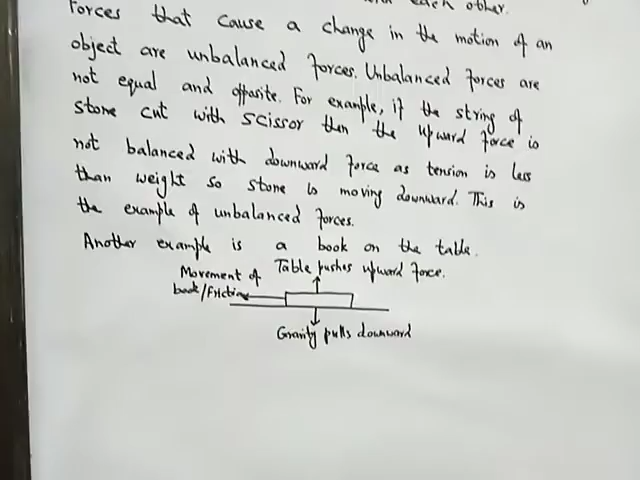 each other.
Forces that cause a change in the motion of an
object are unbalanced forces. Unbalanced forces are
not equal and opposite. For example, if the string of
stone cut with scissor then the upward force is
not balanced with downward force as tension is less
than weight so stone is moving downward. This is
the example of unbalanced forces.
Another example is a book on the table.
Movement of
book/Friction
Table pushes upward force.
Gravity pulls downward